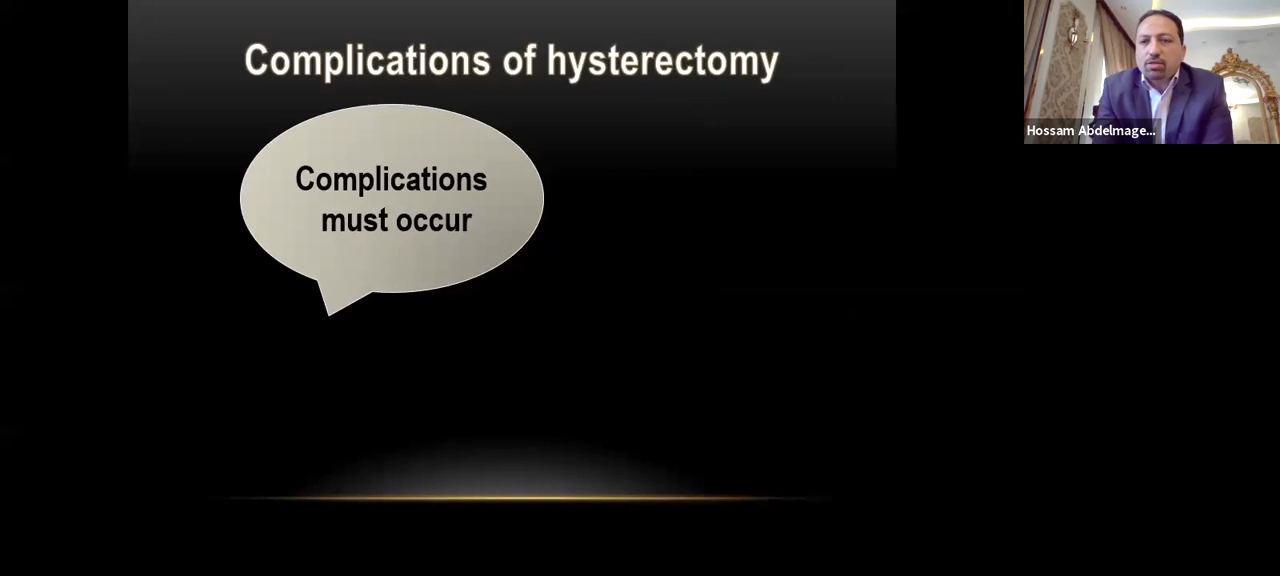 Complications of hysterectomy
Complications
must occur
Hossam Abdelmage...